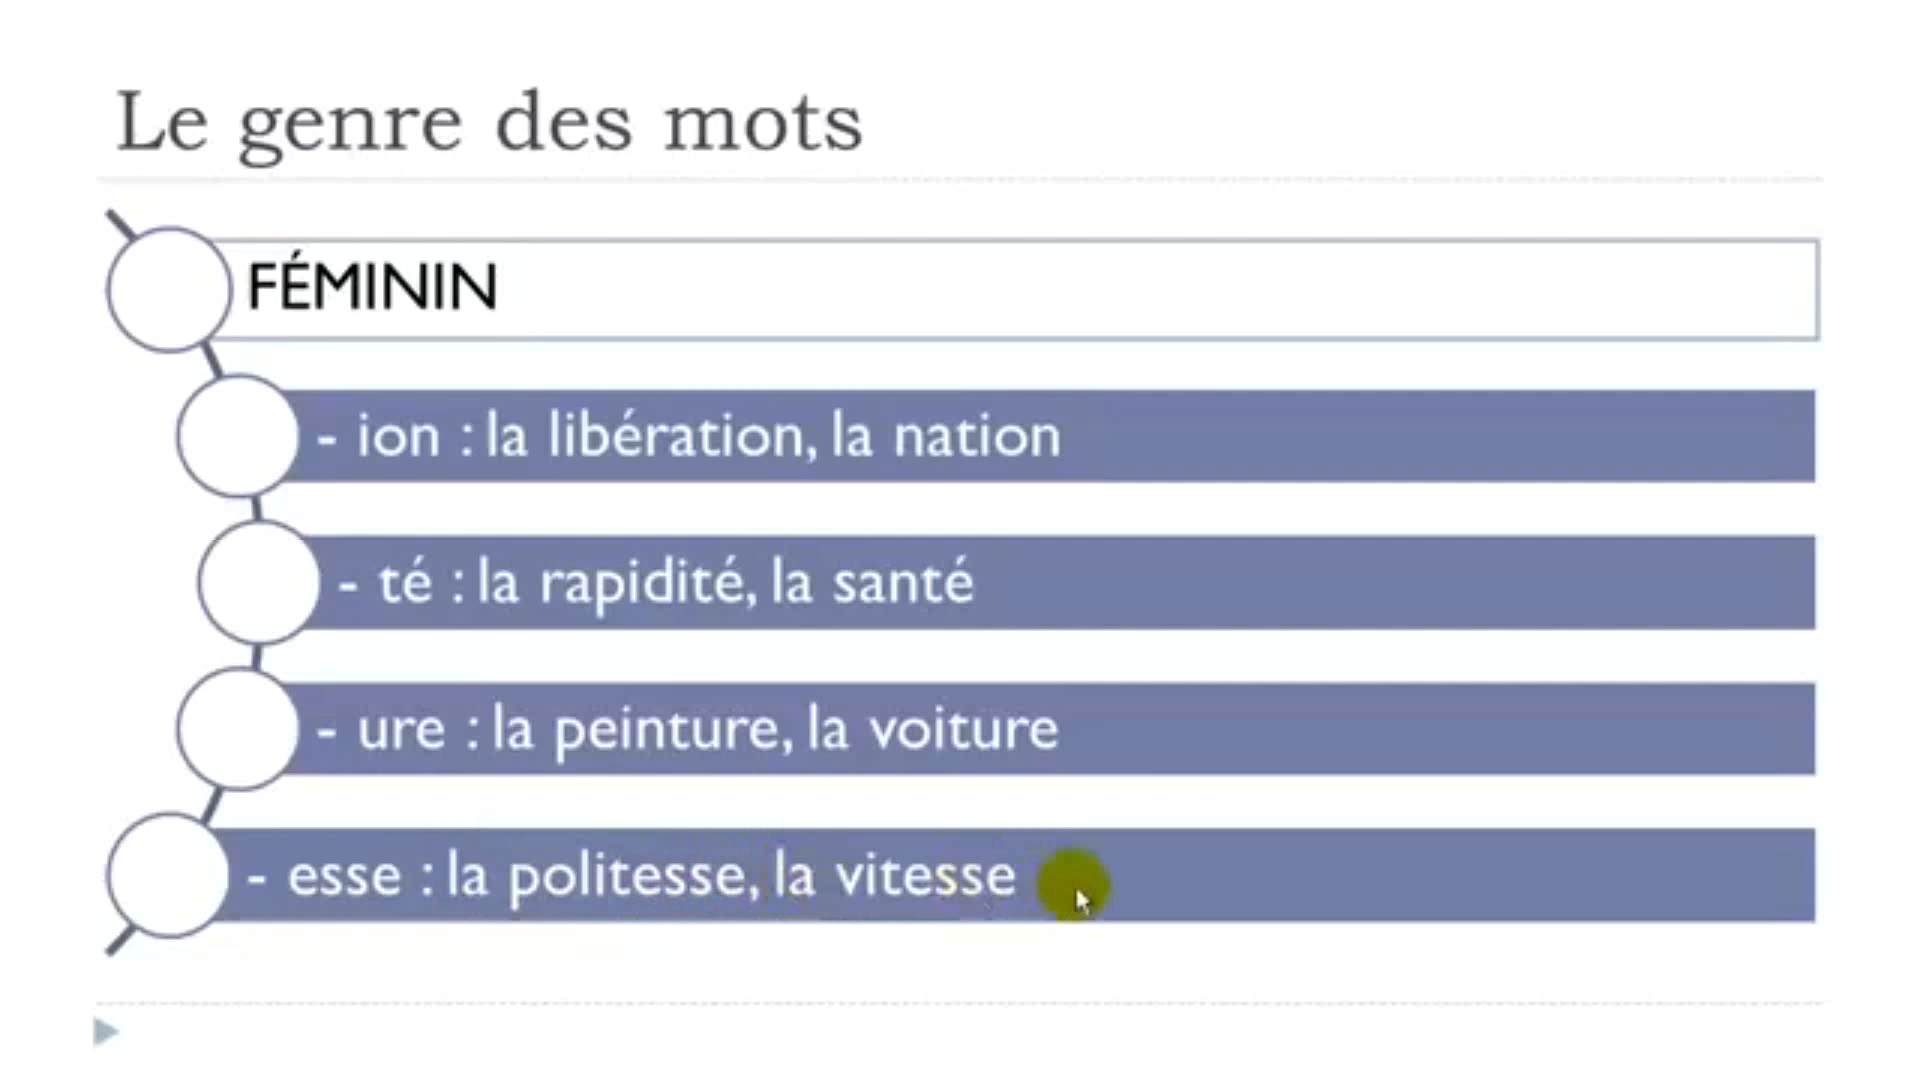 Le genre des mots
FÉMININ
- ion : la libération, la nation
- té : la rapidité, la santé
- ure : la peinture, la voiture
- esse : la politesse, la vitesse